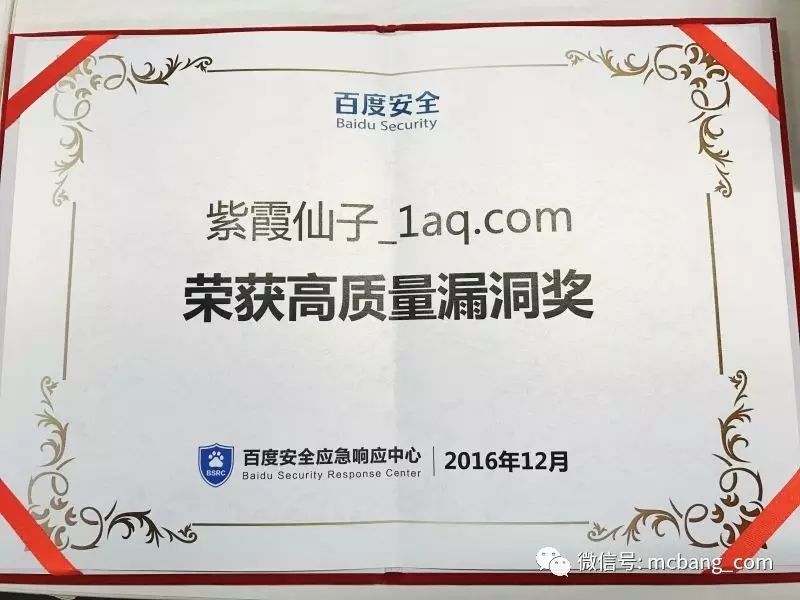 百度安全
Baidu Security
紫霞仙子_1aq.com
荣获高质量漏洞奖
BSRC
百度安全应急响应中心
Baidu Security Response Center
2016年12月
微信号: mcbang_com